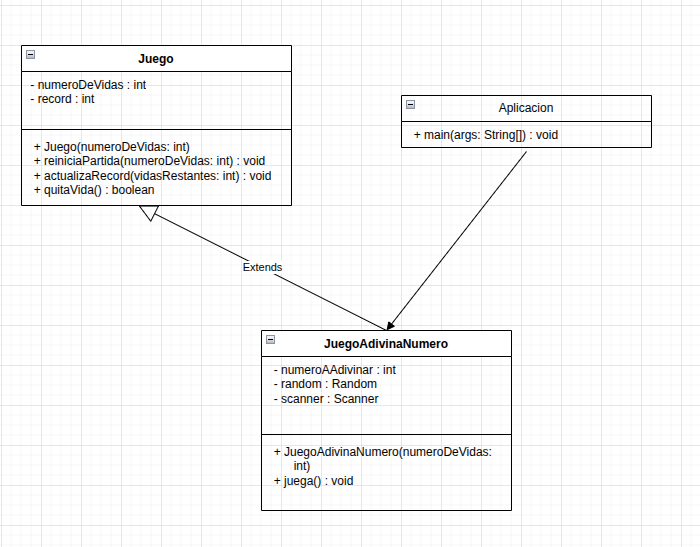 Juego
- numeroDeVidas : int
- record : int
+ Juego(numeroDeVidas: int)
+ reiniciaPartida(numeroDeVidas: int) : void
+ actualizaRecord(vidasRestantes: int) : void
+ quitaVida() : boolean
Aplicacion
+ main(args: String[]) : void
Extends
JuegoAdivinaNumero
- numeroAAdivinar : int
- random : Random
- scanner : Scanner
+ JuegoAdivinaNumero(numeroDeVidas:
int)
+ juega() : void